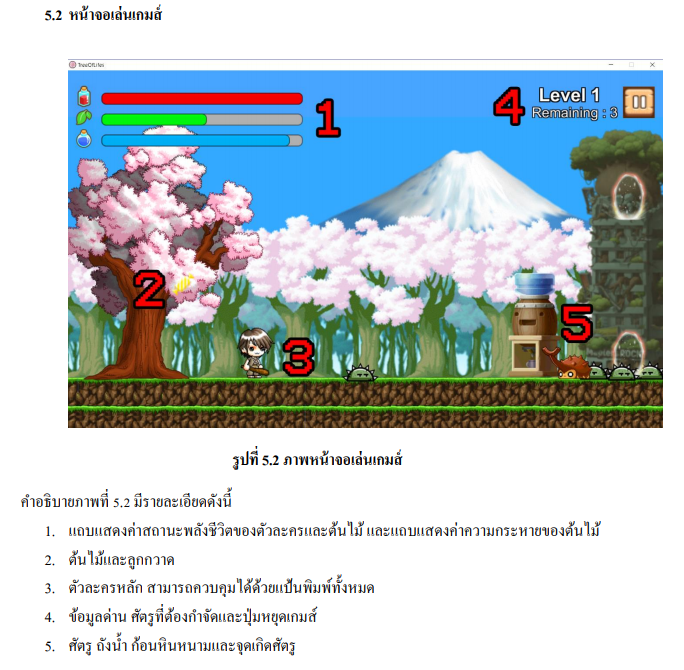 5.2 หน้าจอเล่นเกมส์
TreeOfLifes
1
4
Level 1
Remaining : 3
2
3
5
รูปที่ 5.2 ภาพหน้าจอเล่นเกมส์
คำอธิบายภาพที่ 5.2 มีรายละเอียดดังนี้
1. แถบแสดงค่าสถานะพลังชีวิตของตัวละครและต้นไม้ และแถบแสดงค่าความกระหายของต้นไม้
2. ต้นไม้และลูกกวาด
3. ตัวละครหลัก สามารถควบคุมได้ด้วยแป้นพิมพ์ทั้งหมด
4. ข้อมูลด่าน ศัตรูที่ต้องกำจัดและปุ่มหยุดเกมส์
5. ศัตรู ถังน้ำ ก้อนหินหนามและจุดเกิดศัตรู